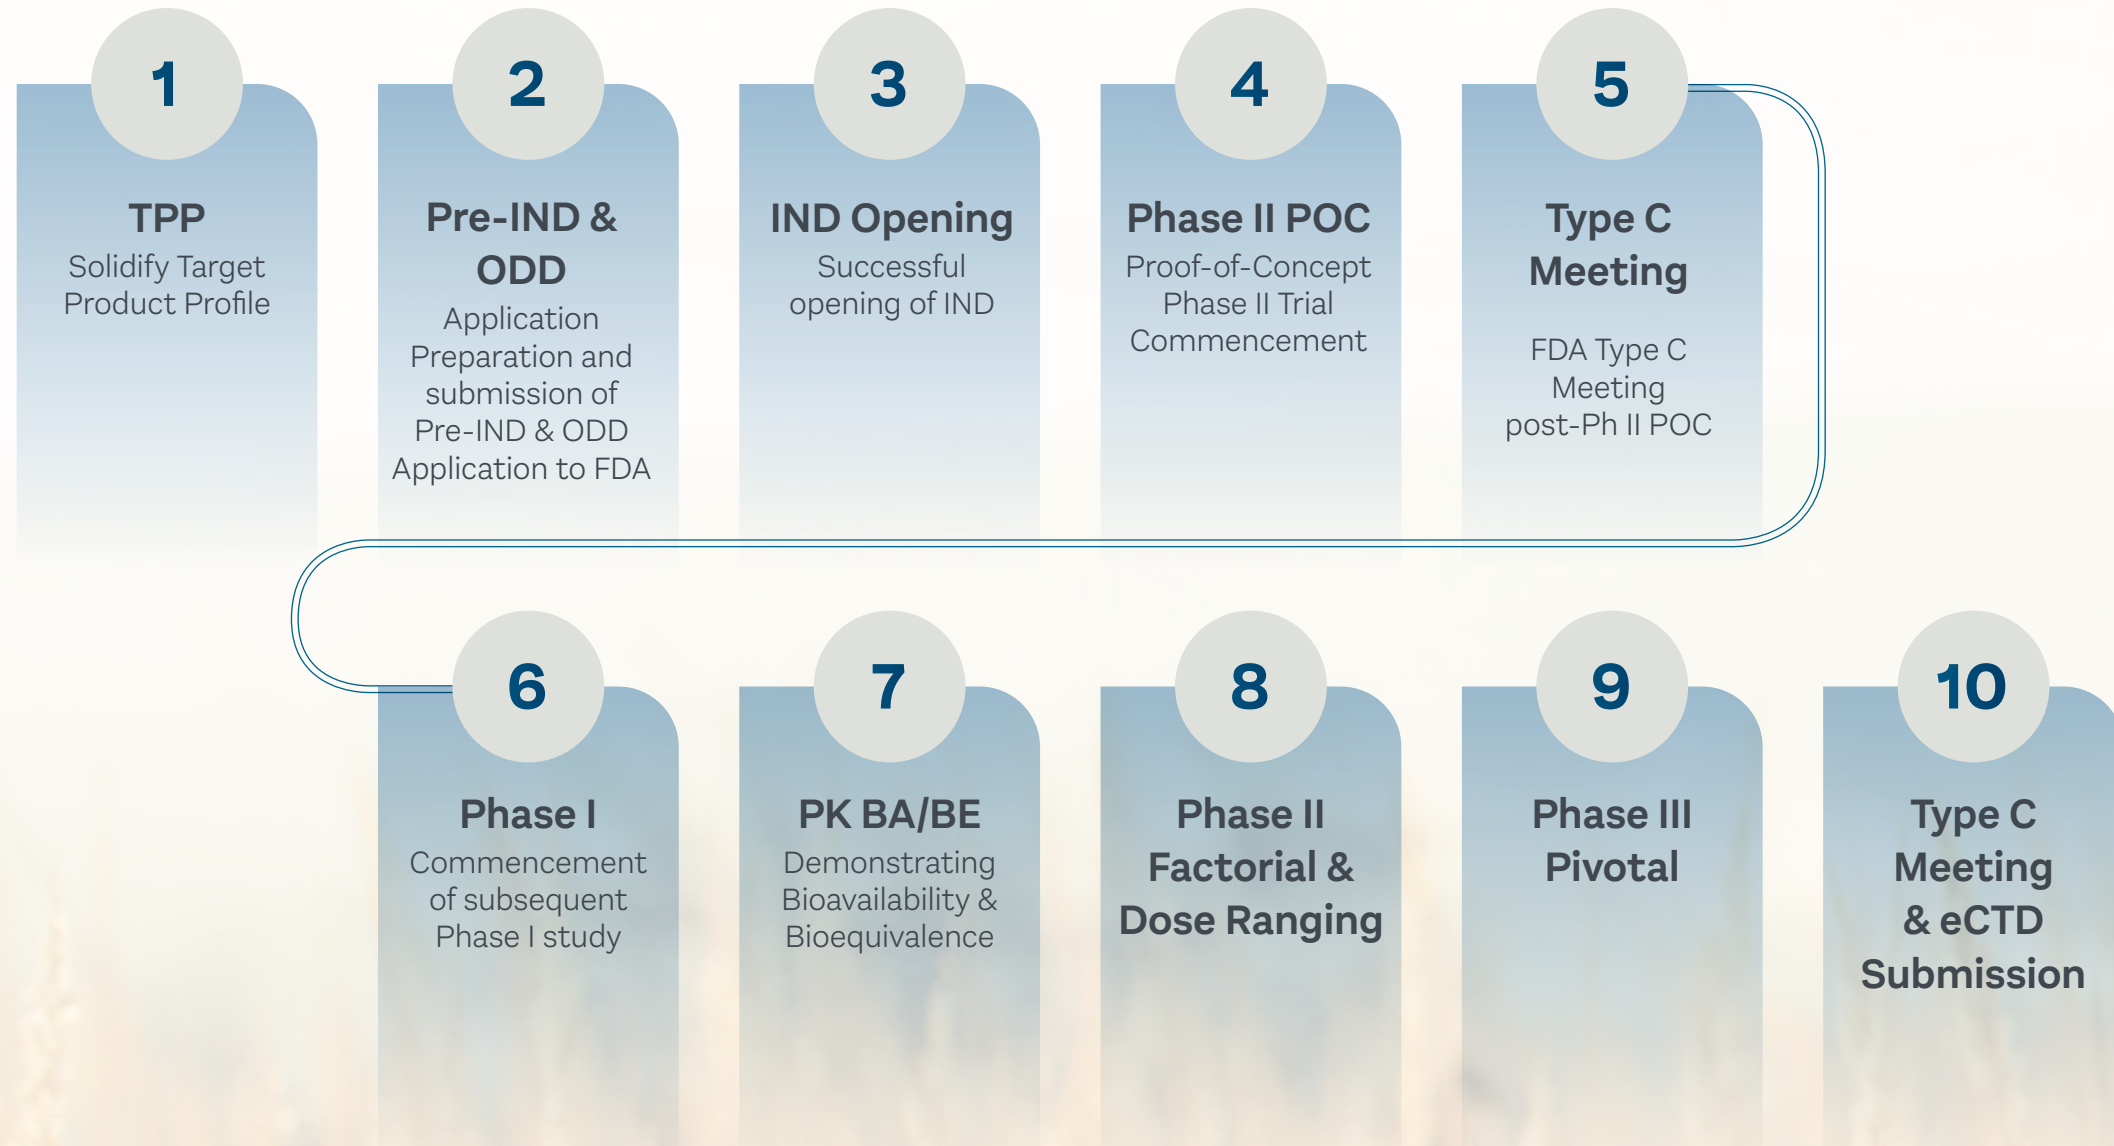 1
TPP
Solidify Target
Product Profile
2
Pre-IND &
ODD
Application
Preparation and
submission of
Pre-IND & ODD
Application to FDA
3
IND Opening
Successful
opening of IND
4
Phase II POC
Proof-of-Concept
Phase II Trial
Commencement
5
Type C
Meeting
FDA Type C
Meeting
post-Ph II POC
6
Phase I
Commencement
of subsequent
Phase I study
7
PK BA/BE
Demonstrating
Bioavailability &
Bioequivalence
8
Phase II
Factorial &
Dose Ranging
9
Phase III
Pivotal
10
Type C
Meeting
& eCTD
Submission